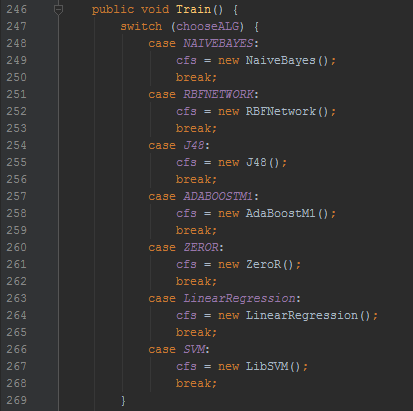 246 public void Train() {
247 switch (chooseALG) {
248 case NAIVEBAYES:
249 cfs = new NaiveBayes();
250 break;
251 case RBFNETWORK:
252 cfs = new RBFNetwork();
253 break;
254 case J48:
255 cfs = new J48();
256 break;
257 case ADABOOSTM1:
258 cfs = new AdaBoostM1();
259 break;
260 case ZEROR:
261 cfs = new ZeroR();
262 break;
263 case LinearRegression:
264 cfs = new LinearRegression();
265 break;
266 case SVM:
267 cfs = new LibSVM();
268 break;
269 }